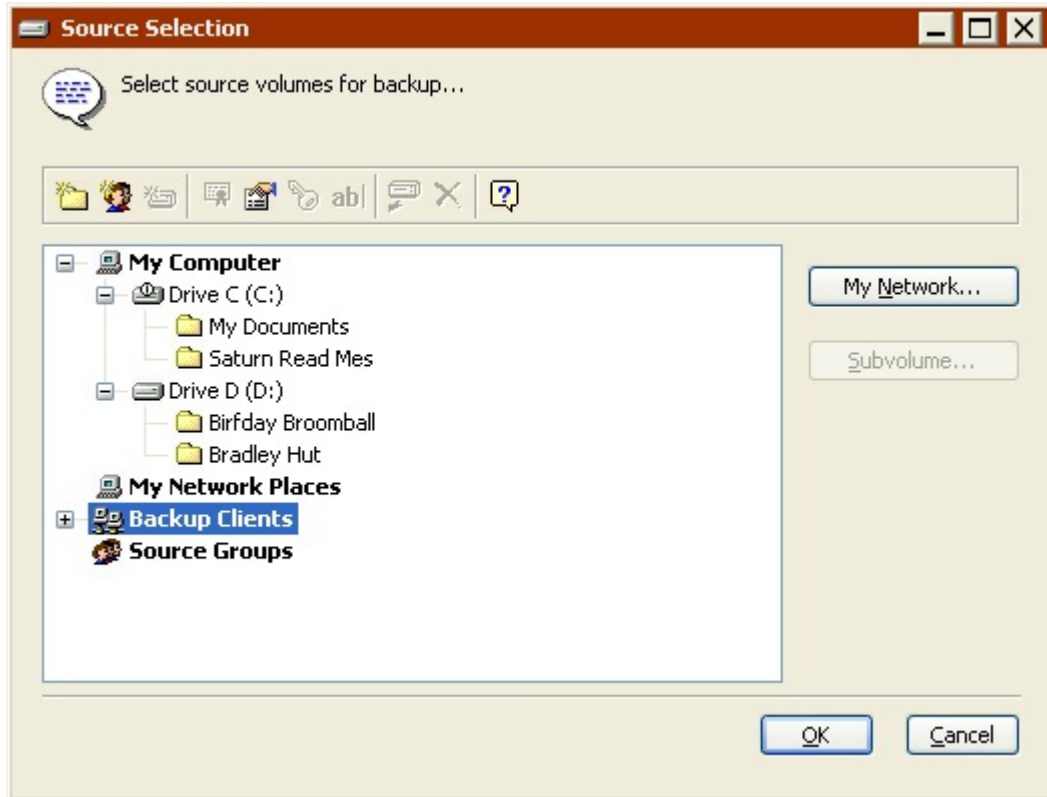 Source Selection
Select source volumes for backup...
ab|
?
My Computer
Drive C (C:)
My Documents
Saturn Read Mes
Drive D (D:)
Birfday Broomball
Bradley Hut
My Network Places
Backup Clients
Source Groups
My Network...
Subvolume...
OK
Cancel